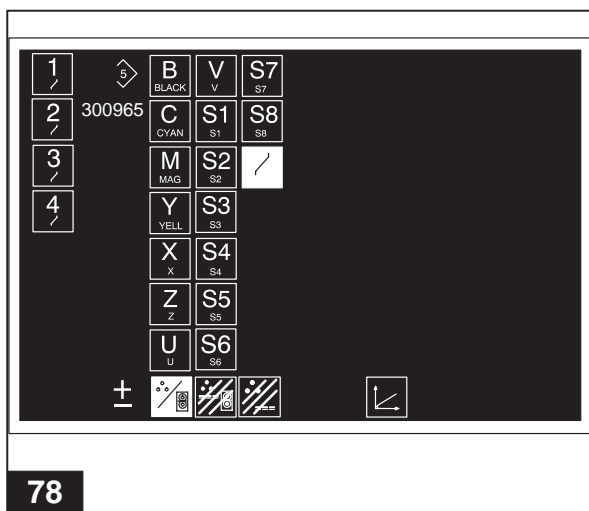 1 5 B V S7
BLACK V S7
2 300965 C S1 S8
CYAN S1 S8
3 M S2
MAG S2
4 Y S3
YELL S3
X S4
X S4
Z S5
Z S5
U S6
U S6
±
78